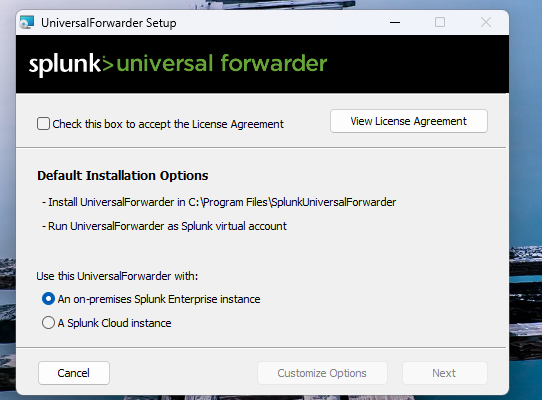 UniversalForwarder Setup
splunk>universal forwarder
Check this box to accept the License Agreement
View License Agreement
Default Installation Options
- Install UniversalForwarder in C:\Program Files\SplunkUniversalForwarder
- Run UniversalForwarder as Splunk virtual account
Use this UniversalForwarder with:
An on-premises Splunk Enterprise instance
A Splunk Cloud instance
Cancel
Customize Options
Next